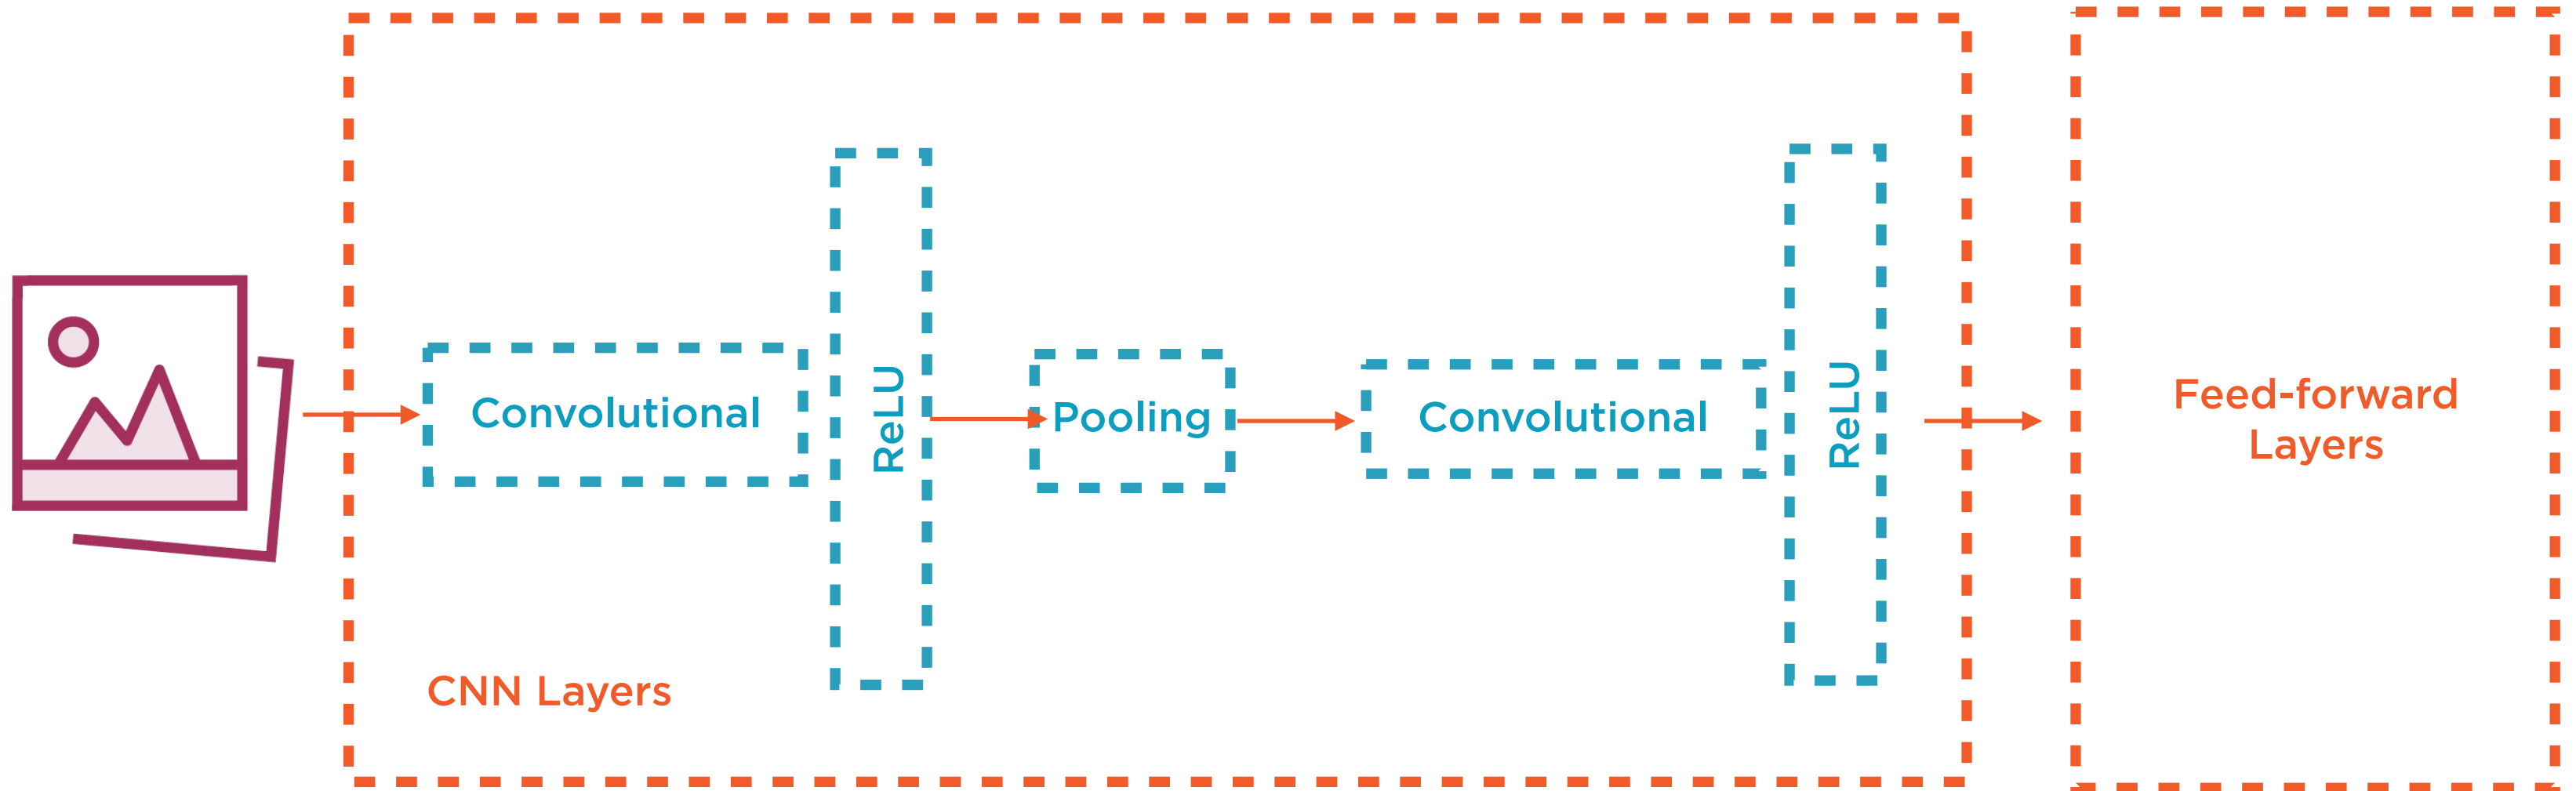 Convolutional
ReLU
Pooling
Convolutional
ReLU
CNN Layers
Feed-forward
Layers